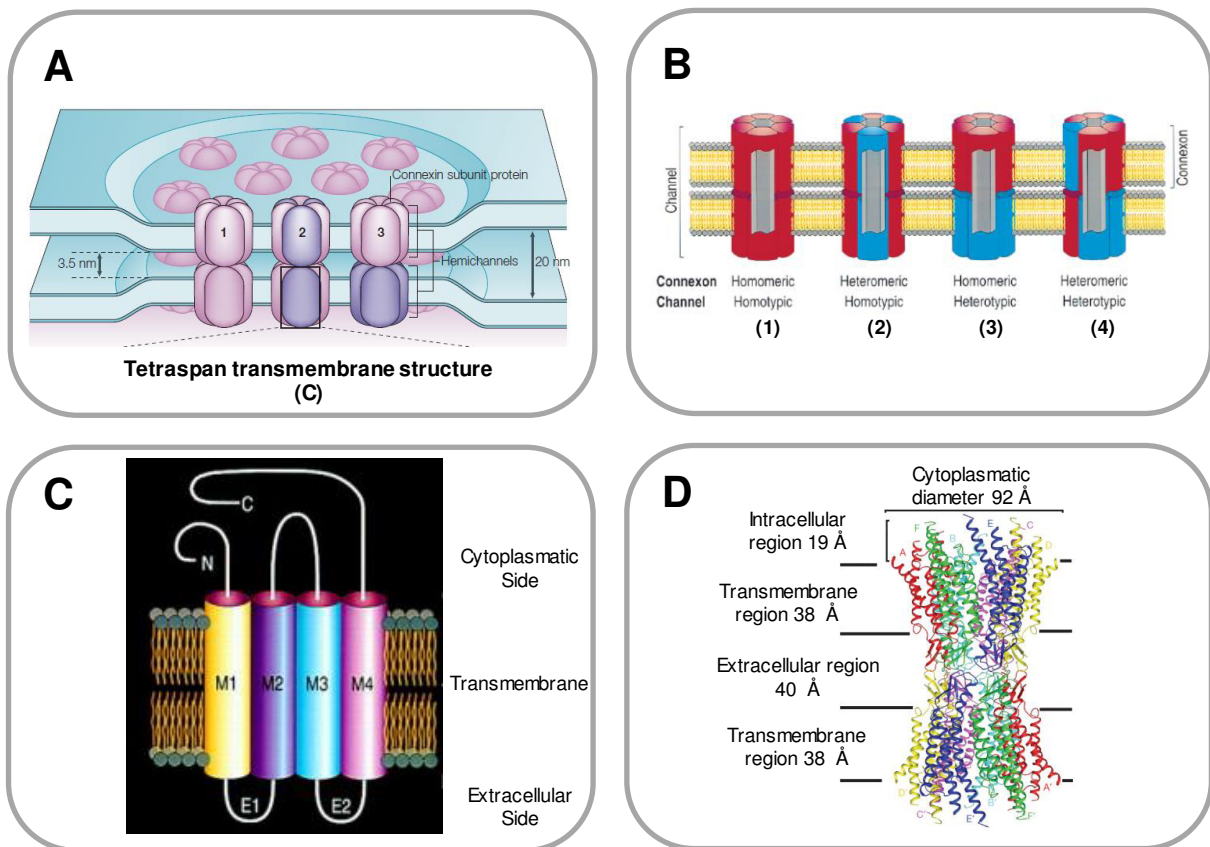 A
Connexin subunit protein
1
2
3
3.5 nm
Hemichannels
20 nm
Tetraspan transmembrane structure
(C)
B
Channel
Connexon
Connexon Homomeric Heteromeric Homomeric Heteromeric
Channel Homotypic Homotypic Heterotypic Heterotypic
(1) (2) (3) (4)
C
C
N
Cytoplasmatic
Side
M1 M2 M3 M4
Transmembrane
E1 E2
Extracellular
Side
D
Cytoplasmatic
diameter 92 Å
Intracellular
region 19 Å
A F B E C D
Transmembrane
region 38 Å
Extracellular region
40 Å
Transmembrane
region 38 Å
D' C' E' B' F' A'